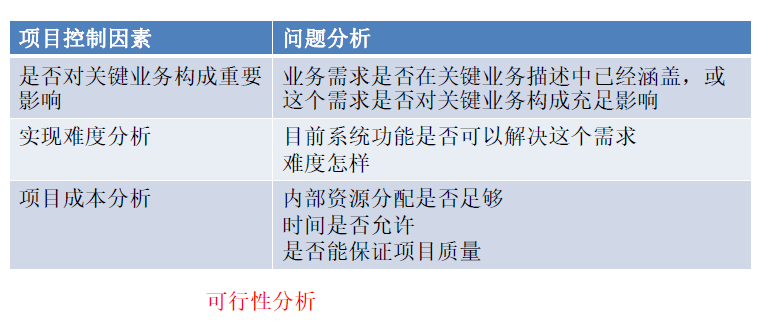 项目控制因素 问题分析
是否对关键业务构成重要
影响
业务需求是否在关键业务描述中已经涵盖，或
这个需求是否对关键业务构成充足影响
实现难度分析
目前系统功能是否可以解决这个需求
难度怎样
项目成本分析
内部资源分配是否足够
时间是否允许
是否能保证项目质量
可行性分析